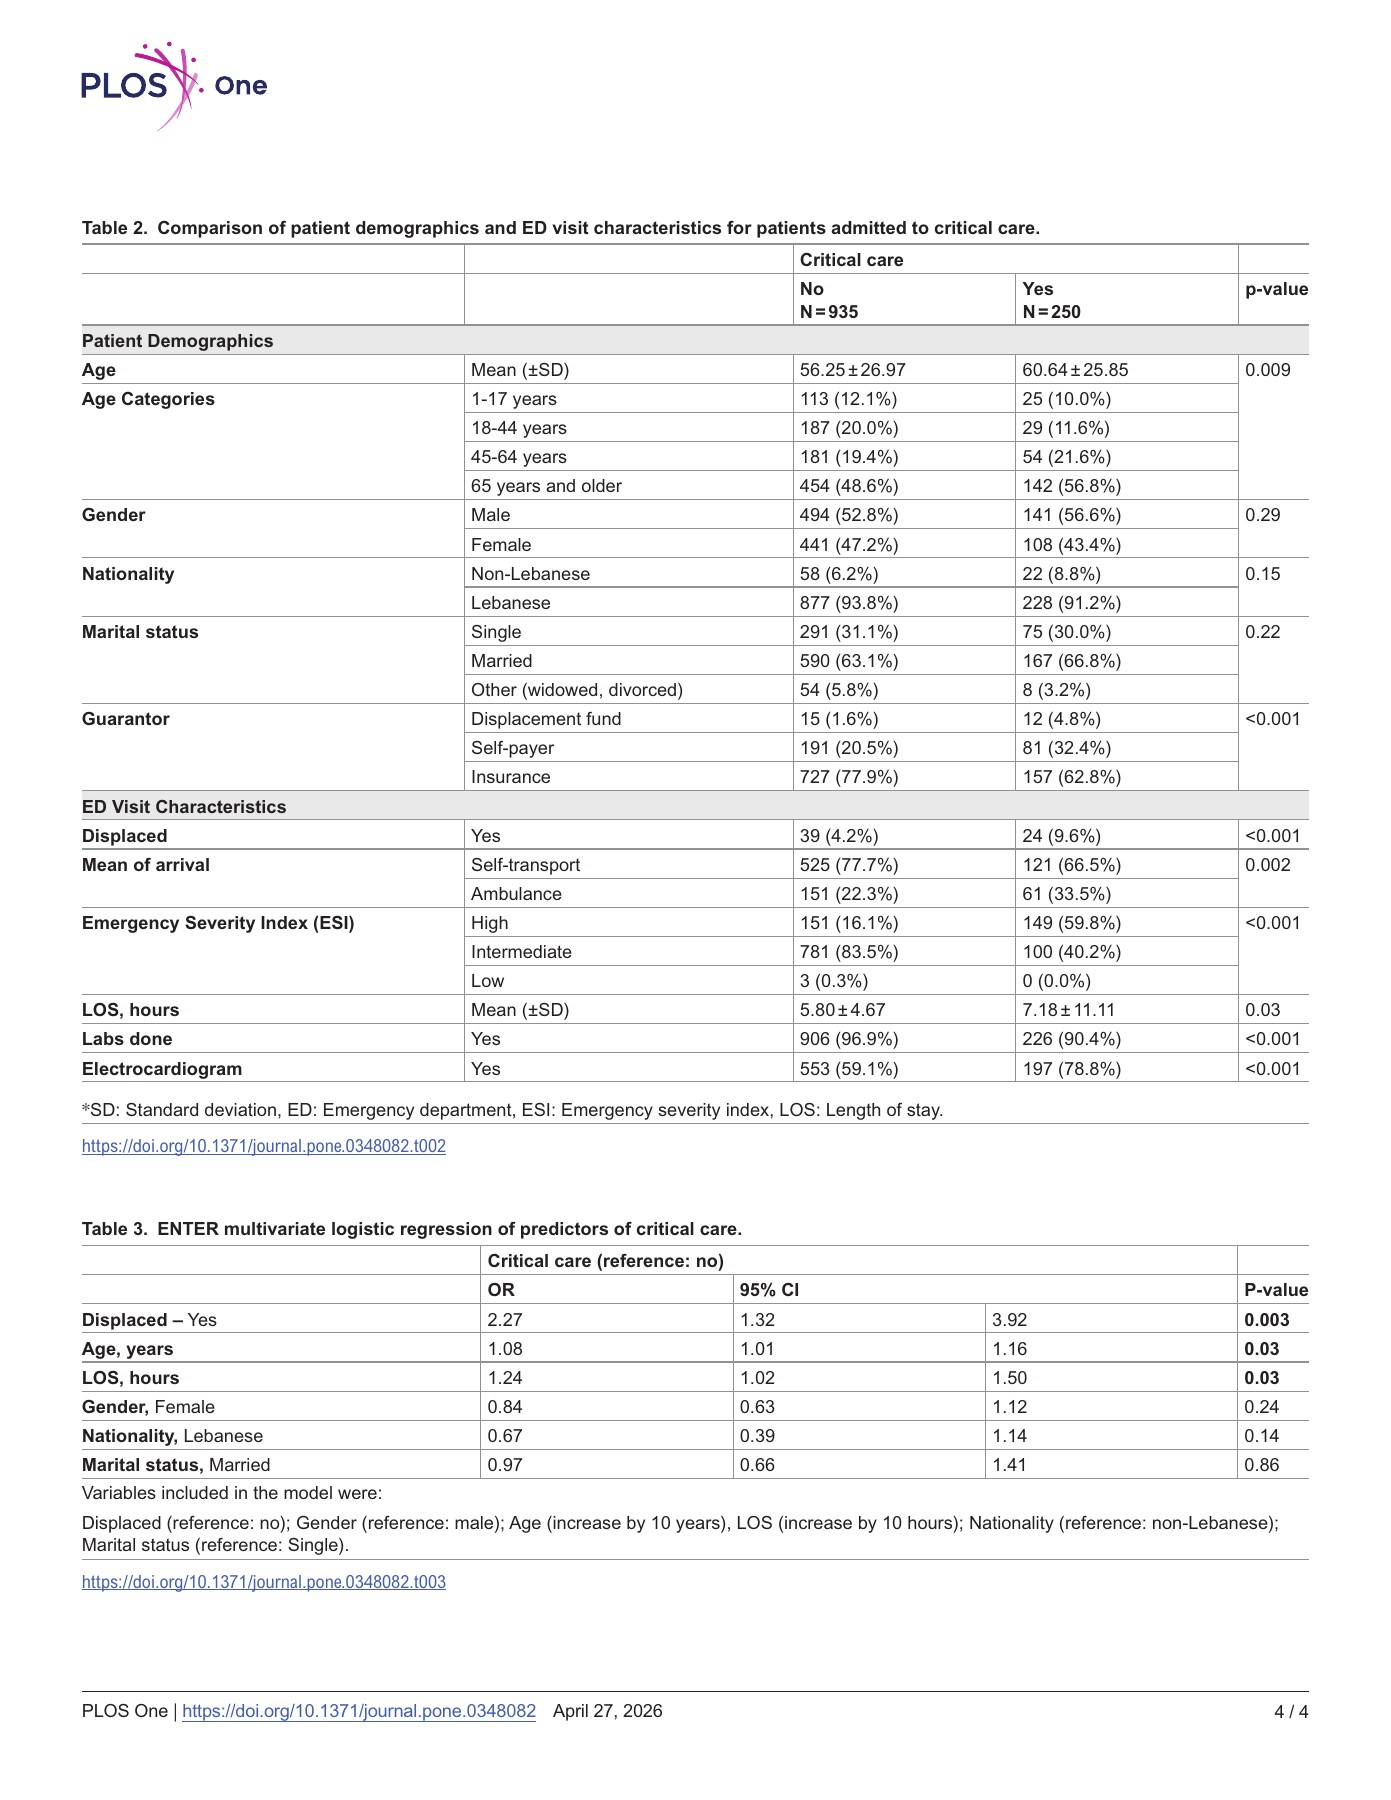 PLOS One
Table 2. Comparison of patient demographics and ED visit characteristics for patients admitted to critical care.
Critical care
No Yes p-value
N = 935 N = 250
Patient Demographics
Age Mean (±SD) 56.25 ± 26.97 60.64 ± 25.85 0.009
Age Categories 1-17 years 113 (12.1%) 25 (10.0%)
18-44 years 187 (20.0%) 29 (11.6%)
45-64 years 181 (19.4%) 54 (21.6%)
65 years and older 454 (48.6%) 142 (56.8%)
Gender Male 494 (52.8%) 141 (56.6%) 0.29
Female 441 (47.2%) 108 (43.4%)
Nationality Non-Lebanese 58 (6.2%) 22 (8.8%) 0.15
Lebanese 877 (93.8%) 228 (91.2%)
Marital status Single 291 (31.1%) 75 (30.0%) 0.22
Married 590 (63.1%) 167 (66.8%)
Other (widowed, divorced) 54 (5.8%) 8 (3.2%)
Guarantor Displacement fund 15 (1.6%) 12 (4.8%) <0.001
Self-payer 191 (20.5%) 81 (32.4%)
Insurance 727 (77.9%) 157 (62.8%)
ED Visit Characteristics
Displaced Yes 39 (4.2%) 24 (9.6%) <0.001
Mean of arrival Self-transport 525 (77.7%) 121 (66.5%) 0.002
Ambulance 151 (22.3%) 61 (33.5%)
Emergency Severity Index (ESI) High 151 (16.1%) 149 (59.8%) <0.001
Intermediate 781 (83.5%) 100 (40.2%)
Low 3 (0.3%) 0 (0.0%)
LOS, hours Mean (±SD) 5.80 ± 4.67 7.18 ± 11.11 0.03
Labs done Yes 906 (96.9%) 226 (90.4%) <0.001
Electrocardiogram Yes 553 (59.1%) 197 (78.8%) <0.001
*SD: Standard deviation, ED: Emergency department, ESI: Emergency severity index, LOS: Length of stay.
https://doi.org/10.1371/journal.pone.0348082.t002
Table 3. ENTER multivariate logistic regression of predictors of critical care.
Critical care (reference: no)
OR 95% CI P-value
Displaced – Yes 2.27 1.32 3.92 0.003
Age, years 1.08 1.01 1.16 0.03
LOS, hours 1.24 1.02 1.50 0.03
Gender, Female 0.84 0.63 1.12 0.24
Nationality, Lebanese 0.67 0.39 1.14 0.14
Marital status, Married 0.97 0.66 1.41 0.86
Variables included in the model were:
Displaced (reference: no); Gender (reference: male); Age (increase by 10 years), LOS (increase by 10 hours); Nationality (reference: non-Lebanese);
Marital status (reference: Single).
https://doi.org/10.1371/journal.pone.0348082.t003
PLOS One | https://doi.org/10.1371/journal.pone.0348082 April 27, 2026 4 / 4